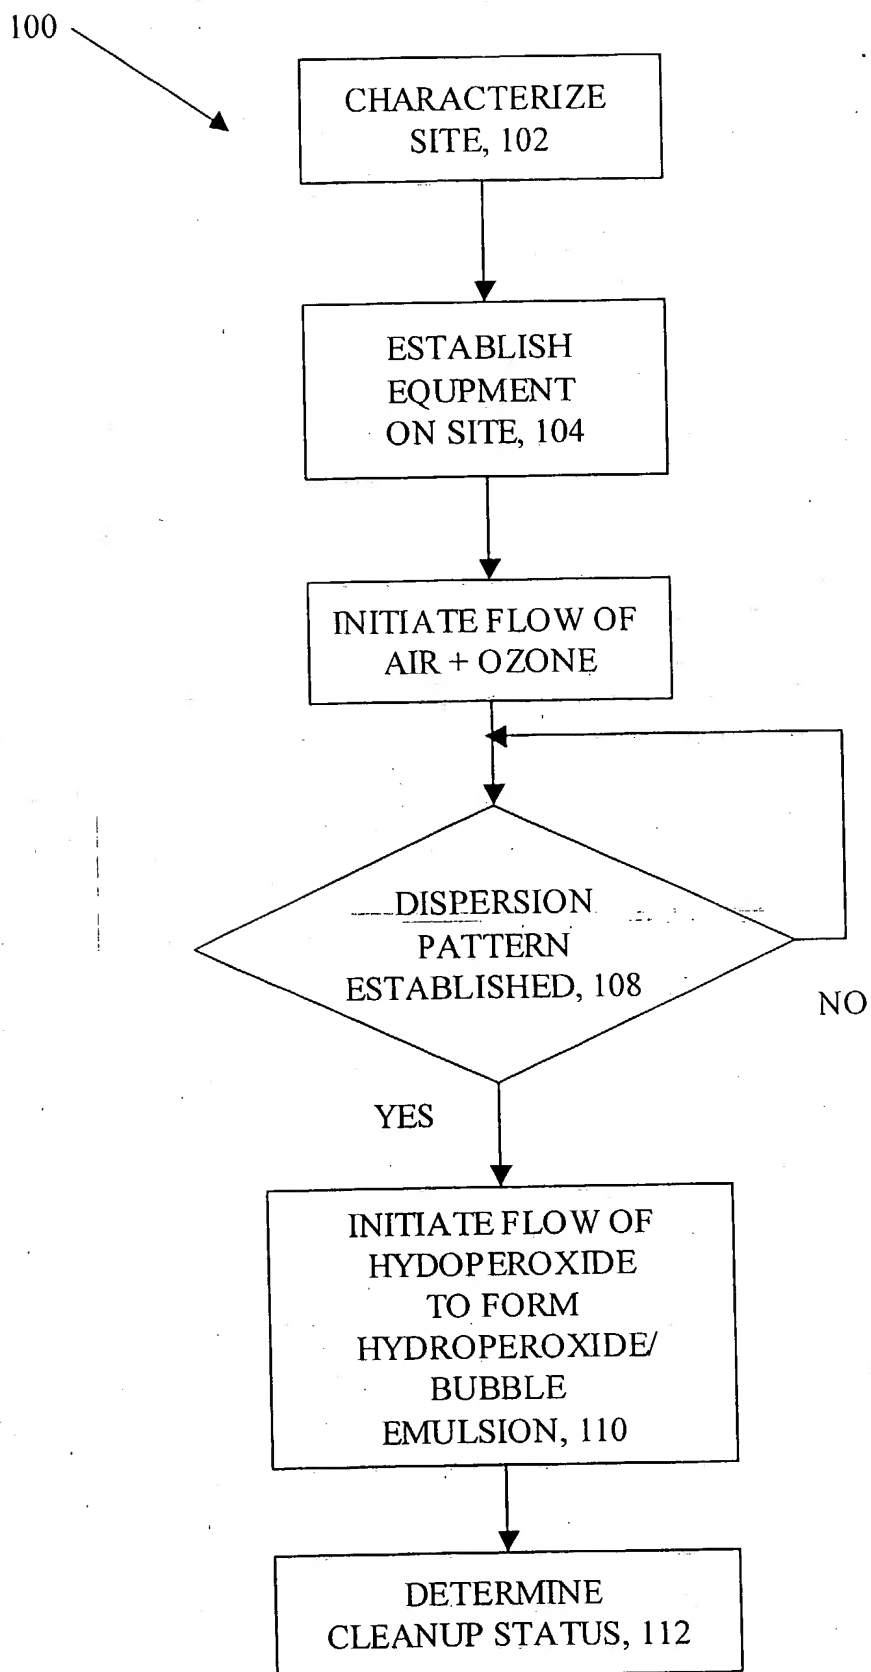 100
CHARACTERIZE
SITE, 102
ESTABLISH
EQUPMENT
ON SITE, 104
INITIATE FLOW OF
AIR + OZONE
DISPERSION
PATTERN
ESTABLISHED, 108
NO
YES
INITIATE FLOW OF
HYDOPEROXIDE
TO FORM
HYDROPEROXIDE/
BUBBLE
EMULSION, 110
DETERMINE
CLEANUP STATUS, 112